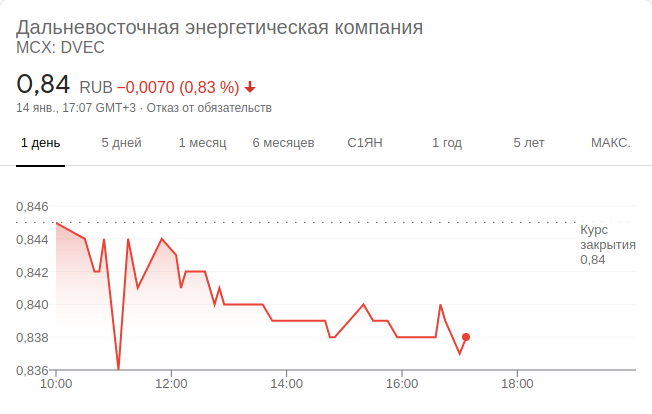 Дальневосточная энергетическая компания
MCX: DVEC
0,84 RUB −0,0070 (0,83 %)
14 янв., 17:07 GMT+3 · Отказ от обязательств
1 день 5 дней 1 месяц 6 месяцев С1ЯН 1 год 5 лет МАКС.
0,846
Курс
0,844
закрытия
0,84
0,842
0,840
0,838
0,836
10:00 12:00 14:00 16:00 18:00